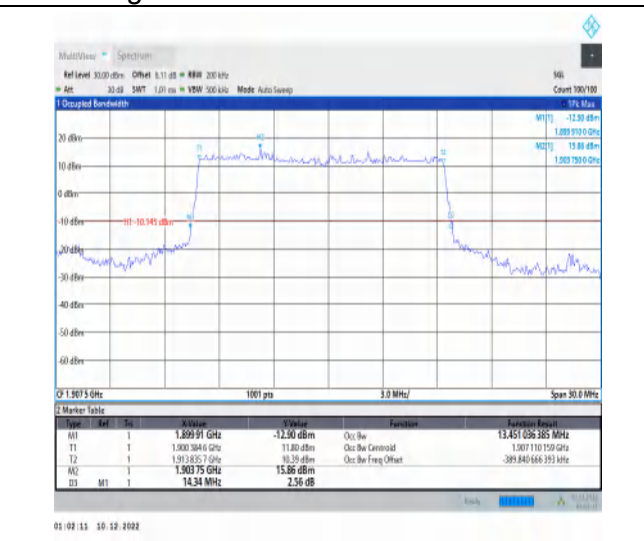 MultiView Spectrum
Ref Level 30.00 dBm Offset 8.11 dB RBW 200 kHz SGL
Att 30 dB SWT 1.01 ms VBW 500 kHz Mode Auto Sweep Count 100/100
1 Occupied Bandwidth 1Pk Max
M1[1] -12.90 dBm
1.899 910 0 GHz
20 dBm M2[1] 15.86 dBm
1.903 750 0 GHz
10 dBm
0 dBm
-10 dBm H1 -10.145 dBm
-20 dBm
-30 dBm
-40 dBm
-50 dBm
-60 dBm
CF 1.9075 GHz 1001 pts 3.0 MHz/ Span 30.0 MHz
2 Marker Table
Type Ref Trc X-Value Y-Value Function Function Result
M1 1 1.89991 GHz -12.90 dBm Occ Bw 13.451 036 385 MHz
T1 1 1.900 384 6 GHz 11.80 dBm Occ Bw Centroid 1.907 110 159 GHz
T2 1 1.913 835 7 GHz 10.39 dBm Occ Bw Freq Offset -389.840 666 393 kHz
M2 1 1.903 75 GHz 15.86 dBm
D3 M1 1 14.34 MHz 2.56 dB
Ready
01:02:11 10.12.2022